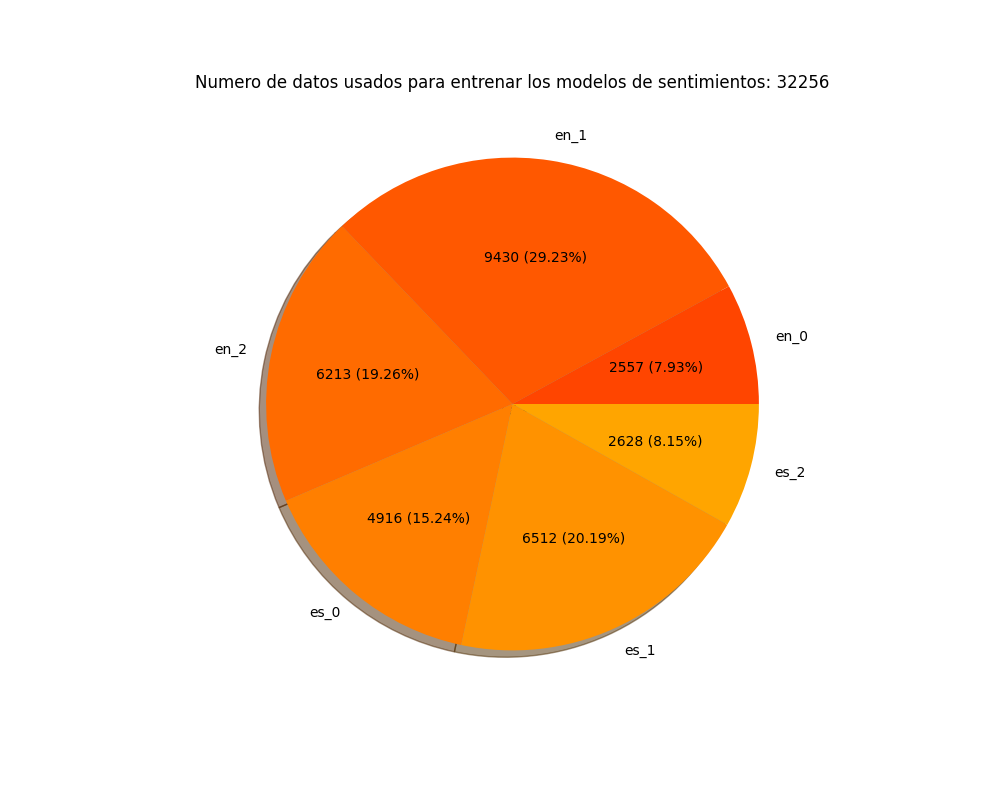 Numero de datos usados para entrenar los modelos de sentimientos: 32256
en_1
9430 (29.23%)
en_0
2557 (7.93%)
en_2
6213 (19.26%)
2628 (8.15%)
es_2
4916 (15.24%)
6512 (20.19%)
es_0
es_1